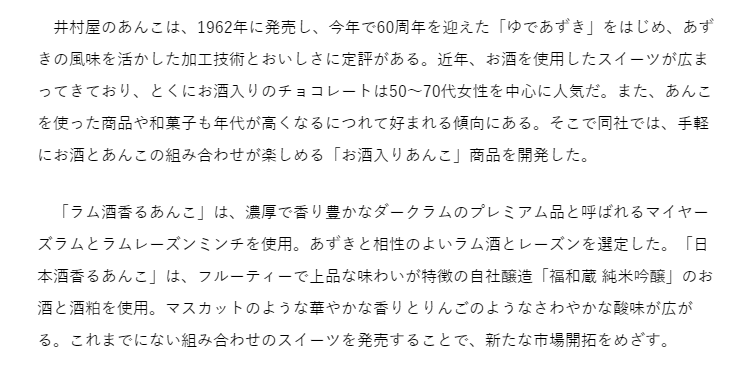 井村屋のあんこは、1962年に発売し、今年で60周年を迎えた「ゆであずき」をはじめ、あず
きの風味を活かした加工技術とおいしさに定評がある。近年、お酒を使用したスイーツが広ま
ってきており、とくにお酒入りのチョコレートは50～70代女性を中心に人気だ。また、あんこ
を使った商品や和菓子も年代が高くなるにつれて好まれる傾向にある。そこで同社では、手軽
にお酒とあんこの組み合わせが楽しめる「お酒入りあんこ」商品を開発した。
　「ラム酒香るあんこ」は、濃厚で香り豊かなダークラムのプレミアム品と呼ばれるマイヤー
ズラムとラムレーズンミンチを使用。あずきと相性のよいラム酒とレーズンを選定した。「日
本酒香るあんこ」は、フルーティーで上品な味わいが特徴の自社醸造「福和蔵 純米吟醸」のお
酒と酒粕を使用。マスカットのような華やかな香りとりんごのようなさわやかな酸味が広が
る。これまでにない組み合わせのスイーツを発売することで、新たな市場開拓をめざす。